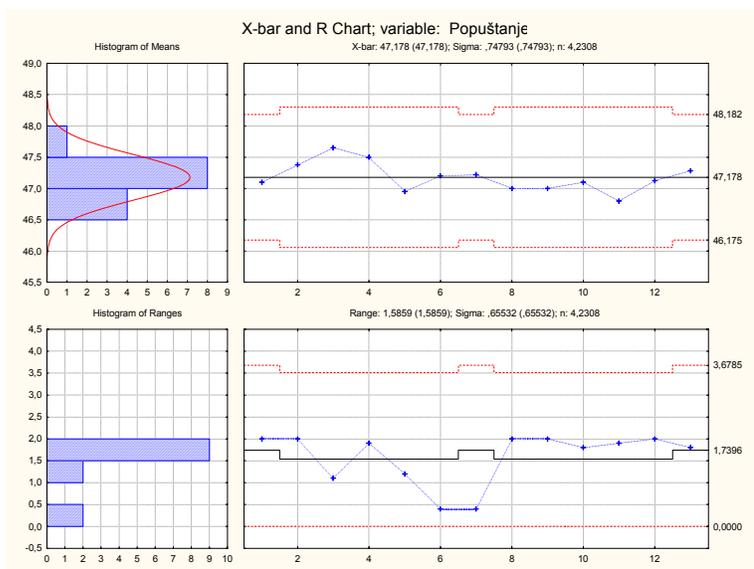 X-bar and R Chart; variable: Popuštanje
Histogram of Means
X-bar: 47,178 (47,178); Sigma: ,74793 (,74793); n: 4,2308
49,0
48,5
48,0
47,5
47,0
46,5
46,0
45,5
0 1 2 3 4 5 6 7 8 9
2 4 6 8 10 12
48,182
47,178
46,175
Histogram of Ranges
Range: 1,5859 (1,5859); Sigma: ,65532 (,65532); n: 4,2308
4,5
4,0
3,5
3,0
2,5
2,0
1,5
1,0
0,5
0,0
-0,5
0 1 2 3 4 5 6 7 8 9 10
2 4 6 8 10 12
3,6785
1,7396
0,0000